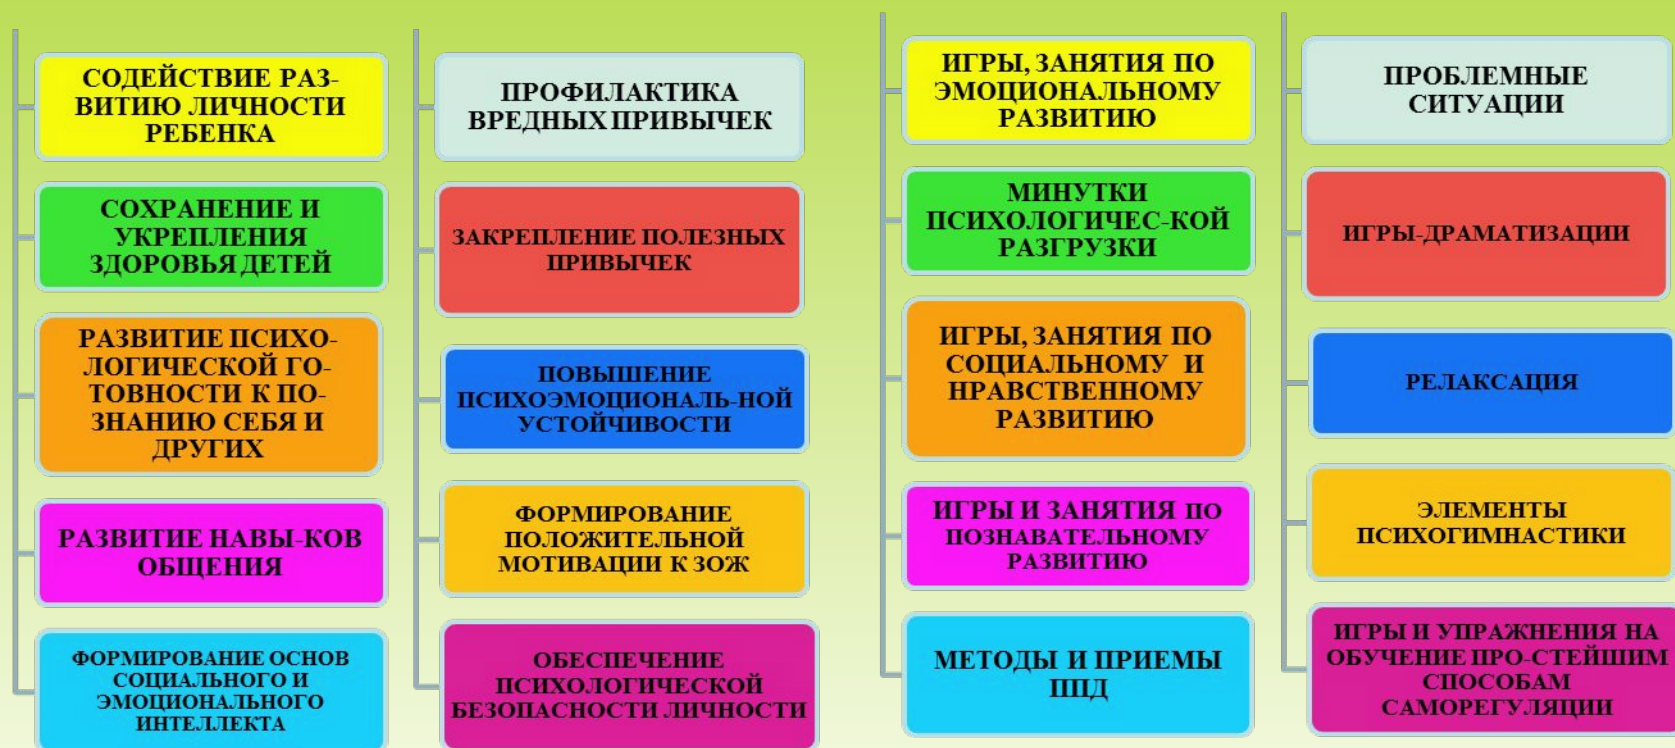 СОДЕЙСТВИЕ РАЗ-
ВИТИЮ ЛИЧНОСТИ
РЕБЕНКА
СОХРАНЕНИЕ И
УКРЕПЛЕНИЯ
ЗДОРОВЬЯ ДЕТЕЙ
РАЗВИТИЕ ПСИХО-
ЛОГИЧЕСКОЙ ГО-
ТОВНОСТИ К ПО-
ЗНАНИЮ СЕБЯ И
ДРУГИХ
РАЗВИТИЕ НАВЫ-КОВ
ОБЩЕНИЯ
ФОРМИРОВАНИЕ ОСНОВ
СОЦИАЛЬНОГО И
ЭМОЦИОНАЛЬНОГО
ИНТЕЛЛЕКТА
ПРОФИЛАКТИКА
ВРЕДНЫХ ПРИВЫЧЕК
ЗАКРЕПЛЕНИЕ ПОЛЕЗНЫХ
ПРИВЫЧЕК
ПОВЫШЕНИЕ
ПСИХОЭМОЦИОНАЛЬ-НОЙ
УСТОЙЧИВОСТИ
ФОРМИРОВАНИЕ
ПОЛОЖИТЕЛЬНОЙ
МОТИВАЦИИ К ЗОЖ
ОБЕСПЕЧЕНИЕ
ПСИХОЛОГИЧЕСКОЙ
БЕЗОПАСНОСТИ ЛИЧНОСТИ
ИГРЫ, ЗАНЯТИЯ ПО
ЭМОЦИОНАЛЬНОМУ
РАЗВИТИЮ
МИНУТКИ
ПСИХОЛОГИЧЕС-КОЙ
РАЗГРУЗКИ
ИГРЫ, ЗАНЯТИЯ ПО
СОЦИАЛЬНОМУ И
НРАВСТВЕННОМУ
РАЗВИТИЮ
ИГРЫ И ЗАНЯТИЯ ПО
ПОЗНАВАТЕЛЬНОМУ
РАЗВИТИЮ
МЕТОДЫ И ПРИЕМЫ
ППД
ПРОБЛЕМНЫЕ
СИТУАЦИИ
ИГРЫ-ДРАМАТИЗАЦИИ
РЕЛАКСАЦИЯ
ЭЛЕМЕНТЫ
ПСИХОГИМНАСТИКИ
ИГРЫ И УПРАЖНЕНИЯ НА
ОБУЧЕНИЕ ПРО-СТЕЙШИМ
СПОСОБАМ
САМОРЕГУЛЯЦИИ